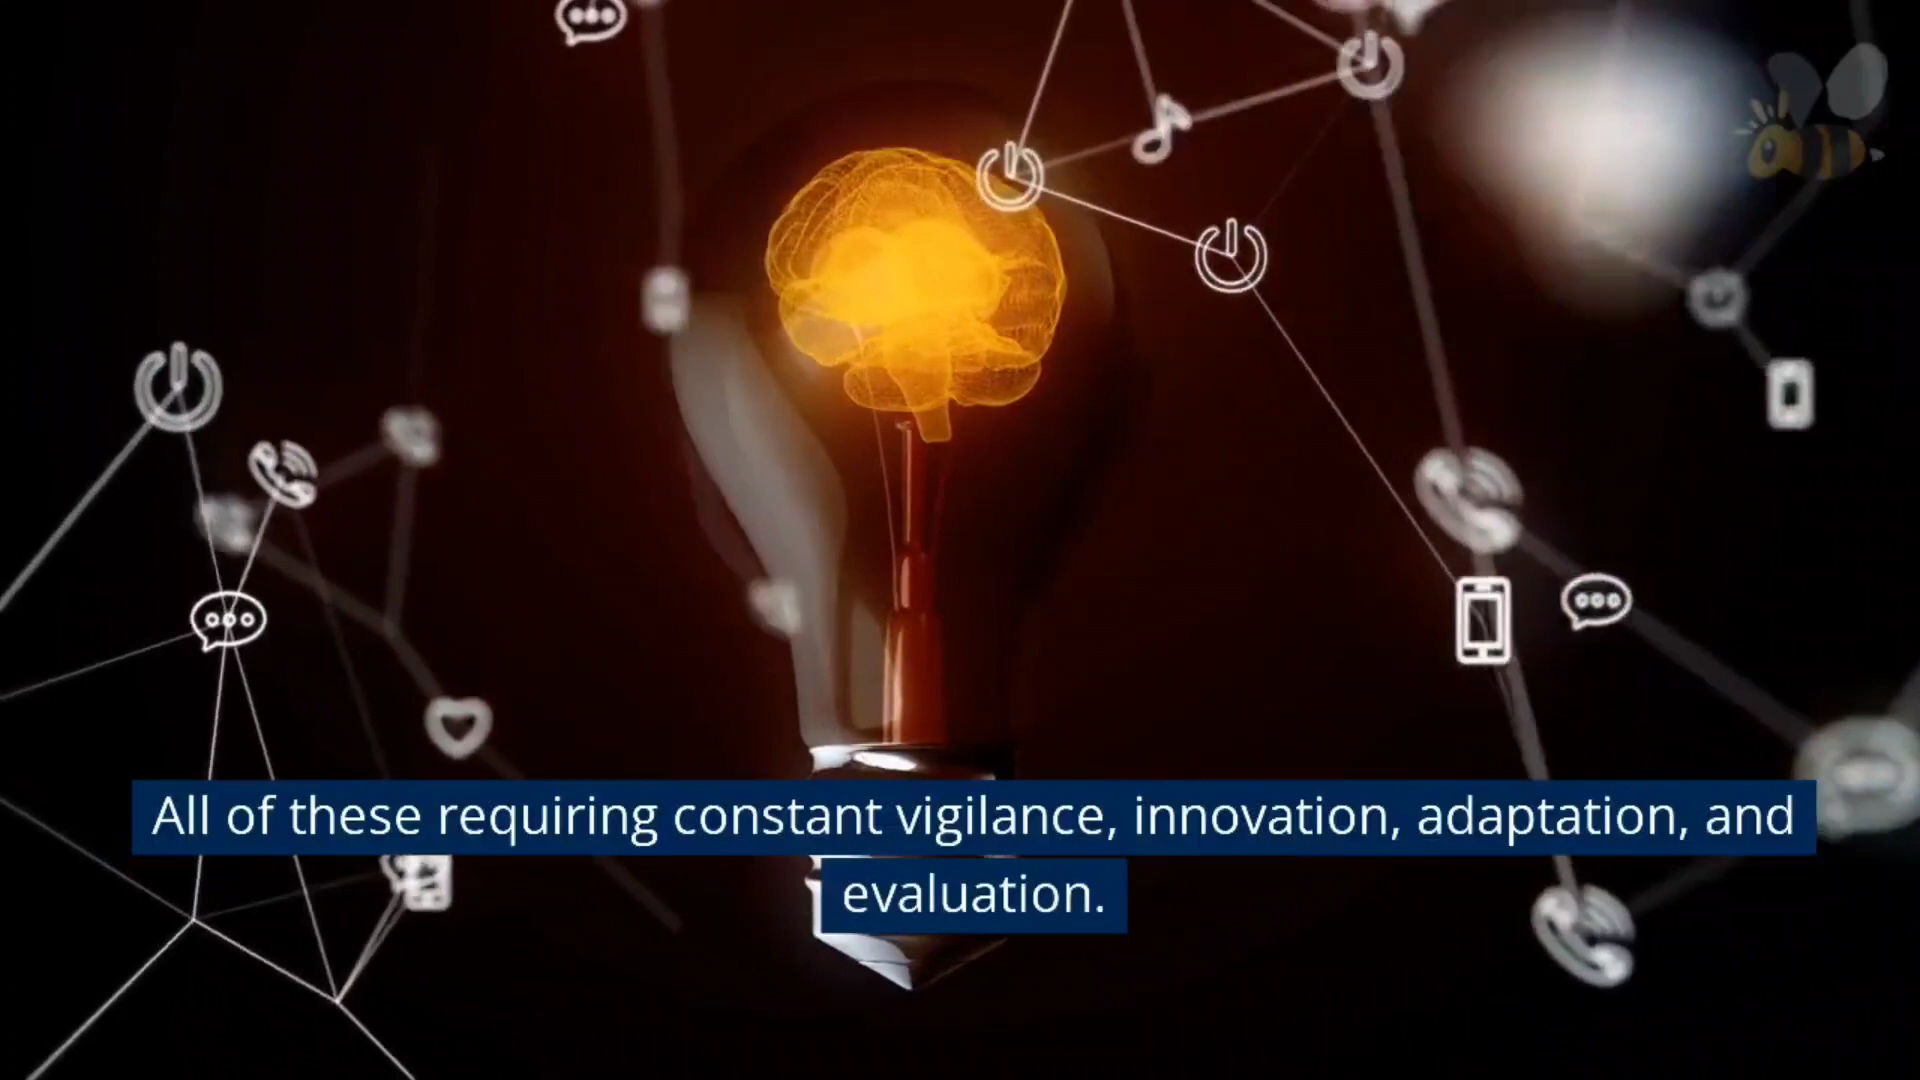 All of these requiring constant vigilance, innovation, adaptation, and
evaluation.